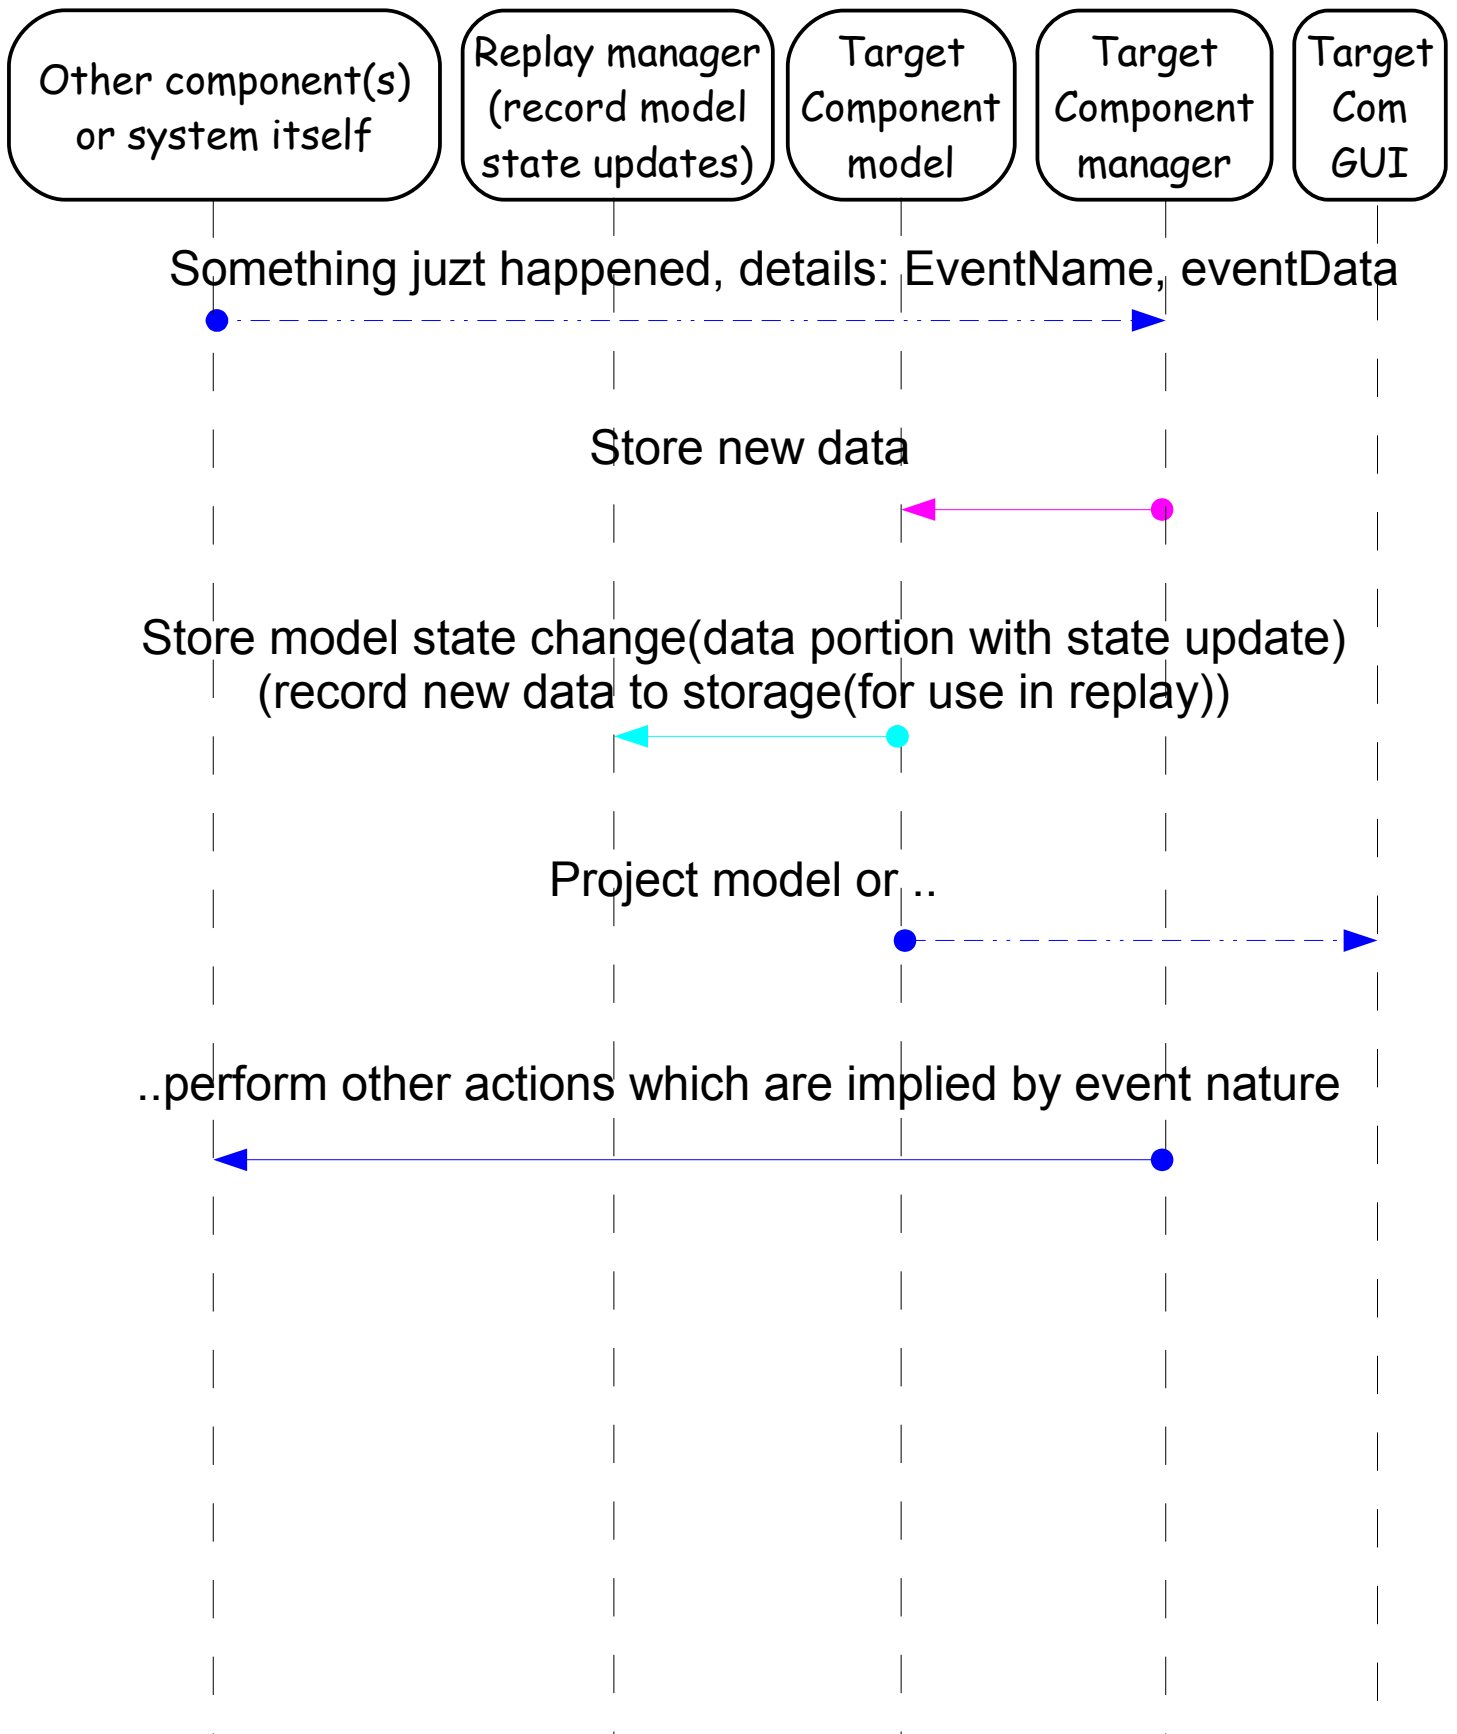 Other component(s)
or system itself
Replay manager
(record model
state updates)
Target
Component
model
Target
Component
manager
Target
Com
GUI
Something juzt happened, details: EventName, eventData
Store new data
Store model state change(data portion with state update)
(record new data to storage(for use in replay))
Project model or ..
..perform other actions which are implied by event nature